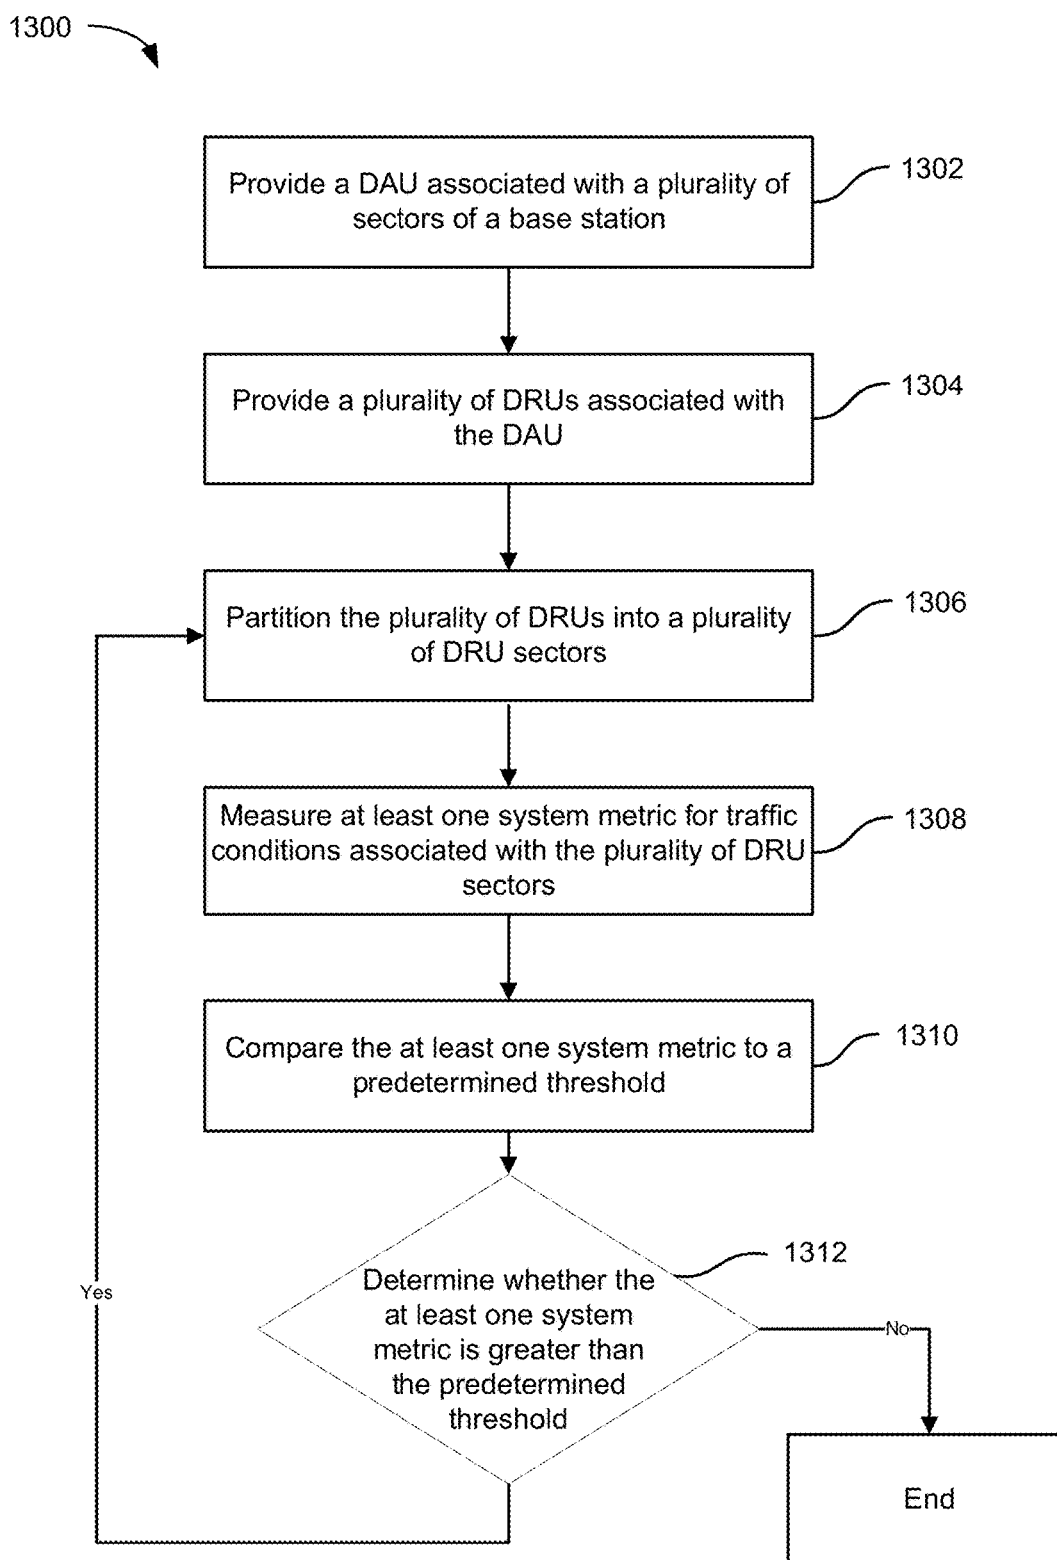 1300
Provide a DAU associated with a plurality of
sectors of a base station
1302
Provide a plurality of DRUs associated with
the DAU
1304
Partition the plurality of DRUs into a plurality
of DRU sectors
1306
Measure at least one system metric for traffic
conditions associated with the plurality of DRU
sectors
1308
Compare the at least one system metric to a
predetermined threshold
1310
Determine whether the
at least one system
metric is greater than
the predetermined
threshold
1312
Yes
No
End